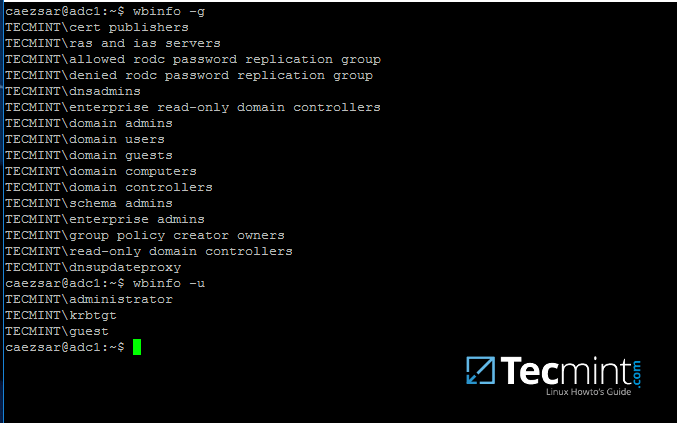 caezsar@adc1:~$ wbinfo -g
TECMINT\cert publishers
TECMINT\ras and ias servers
TECMINT\allowed rodc password replication group
TECMINT\denied rodc password replication group
TECMINT\dnsadmins
TECMINT\enterprise read-only domain controllers
TECMINT\domain admins
TECMINT\domain users
TECMINT\domain guests
TECMINT\domain computers
TECMINT\domain controllers
TECMINT\schema admins
TECMINT\enterprise admins
TECMINT\group policy creator owners
TECMINT\read-only domain controllers
TECMINT\dnsupdateproxy
caezsar@adc1:~$ wbinfo -u
TECMINT\administrator
TECMINT\krbtgt
TECMINT\guest
caezsar@adc1:~$
Tecmint.com
Linux Howto's Guide